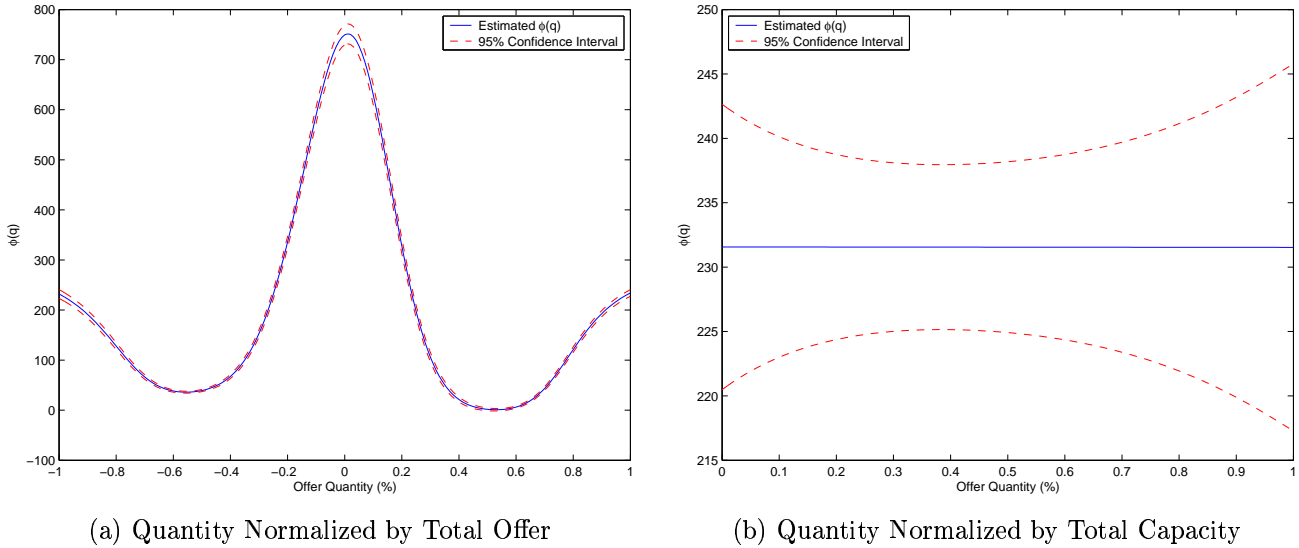 800
700
600
500
400
300
200
100
0
−100
ϕ(q)
Estimated ϕ(q)
95% Confidence Interval
−1 −0.8 −0.6 −0.4 −0.2 0 0.2 0.4 0.6 0.8 1
Offer Quantity (%)
(a) Quantity Normalized by Total Offer
250
245
240
235
230
225
220
215
ϕ(q)
Estimated ϕ(q)
95% Confidence Interval
0 0.1 0.2 0.3 0.4 0.5 0.6 0.7 0.8 0.9 1
Offer Quantity (%)
(b) Quantity Normalized by Total Capacity